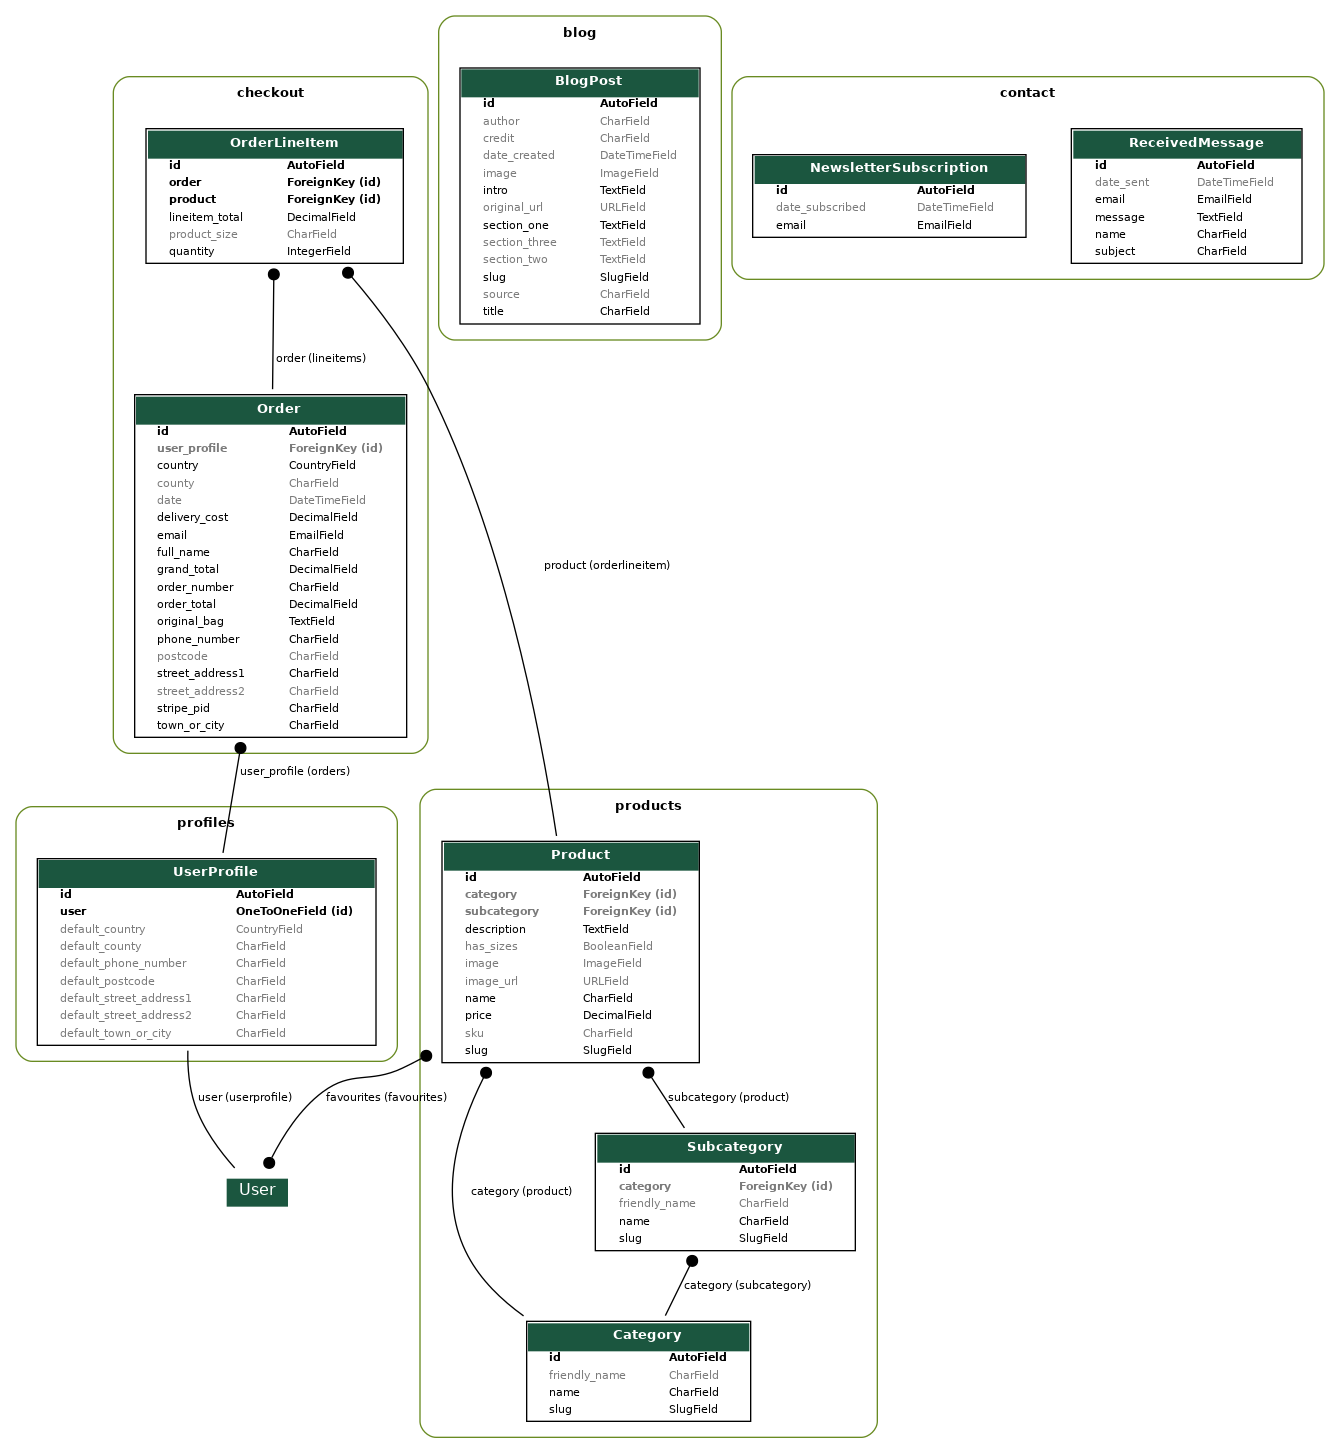 blog
BlogPost
id AutoField
author CharField
credit CharField
date_created DateTimeField
image ImageField
intro TextField
original_url URLField
section_one TextField
section_three TextField
section_two TextField
slug SlugField
source CharField
title CharField
checkout
OrderLineItem
id AutoField
order ForeignKey (id)
product ForeignKey (id)
lineitem_total DecimalField
product_size CharField
quantity IntegerField
order (lineitems)
Order
id AutoField
user_profile ForeignKey (id)
country CountryField
county CharField
date DateTimeField
delivery_cost DecimalField
email EmailField
full_name CharField
grand_total DecimalField
order_number CharField
order_total DecimalField
original_bag TextField
phone_number CharField
postcode CharField
street_address1 CharField
street_address2 CharField
stripe_pid CharField
town_or_city CharField
contact
NewsletterSubscription
id AutoField
date_subscribed DateTimeField
email EmailField
ReceivedMessage
id AutoField
date_sent DateTimeField
email EmailField
message TextField
name CharField
subject CharField
product (orderlineitem)
user_profile (orders)
profiles
UserProfile
id AutoField
user OneToOneField (id)
default_country CountryField
default_county CharField
default_phone_number CharField
default_postcode CharField
default_street_address1 CharField
default_street_address2 CharField
default_town_or_city CharField
user (userprofile)
favourites (favourites)
User
products
Product
id AutoField
category ForeignKey (id)
subcategory ForeignKey (id)
description TextField
has_sizes BooleanField
image ImageField
image_url URLField
name CharField
price DecimalField
sku CharField
slug SlugField
subcategory (product)
category (product)
Subcategory
id AutoField
category ForeignKey (id)
friendly_name CharField
name CharField
slug SlugField
category (subcategory)
Category
id AutoField
friendly_name CharField
name CharField
slug SlugField